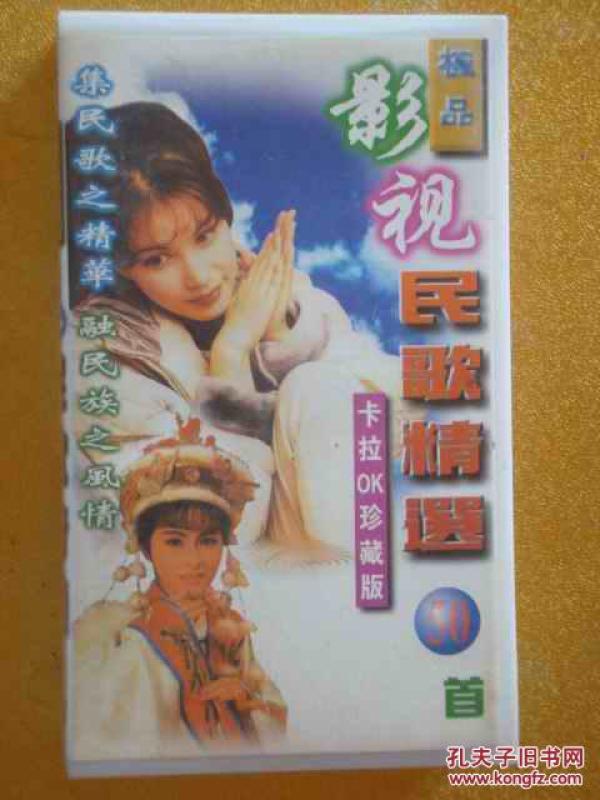 極品
影视
民歌精選
50
首
卡拉OK珍藏版
集民歌之精華 融民族之風情
孔夫子旧书网
www.kongfz.com